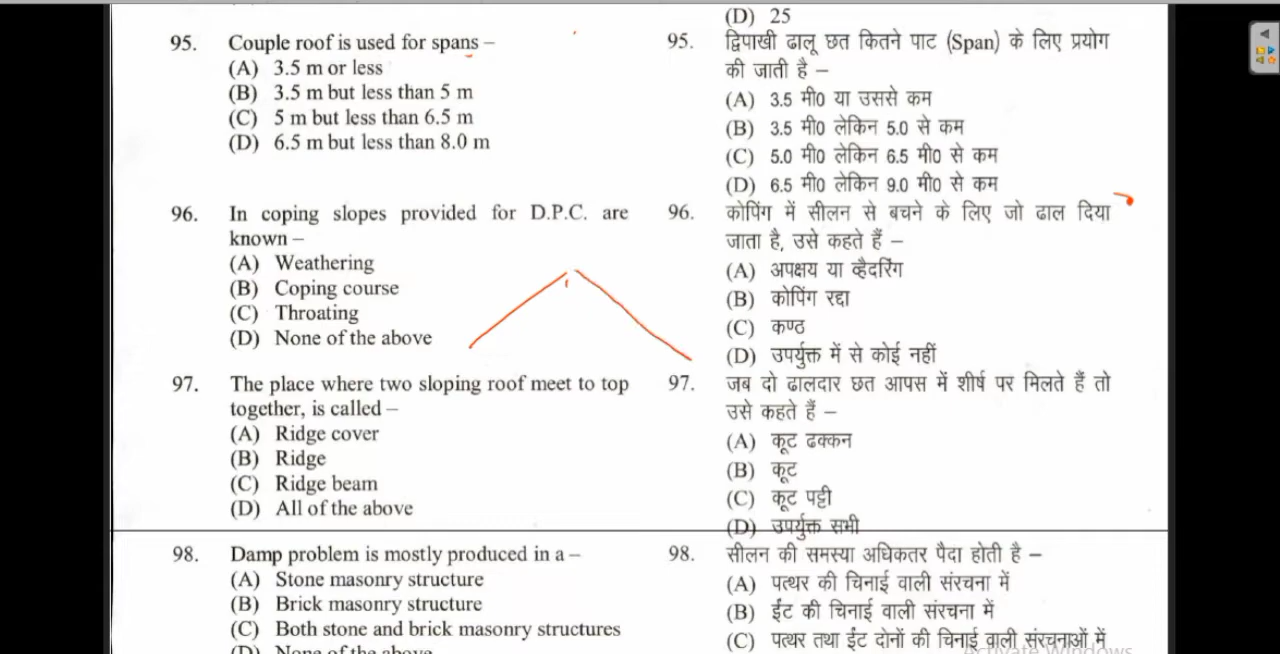 95. Couple roof is used for spans –
(A) 3.5 m or less
(B) 3.5 m but less than 5 m
(C) 5 m but less than 6.5 m
(D) 6.5 m but less than 8.0 m
96. In coping slopes provided for D.P.C. are
known –
(A) Weathering
(B) Coping course
(C) Throating
(D) None of the above
97. The place where two sloping roof meet to top
together, is called –
(A) Ridge cover
(B) Ridge
(C) Ridge beam
(D) All of the above
98. Damp problem is mostly produced in a –
(A) Stone masonry structure
(B) Brick masonry structure
(C) Both stone and brick masonry structures
(D) None of the above
(D) 25
95. द्विपाखी ढालू छत कितने पाट (Span) के लिए प्रयोग
की जाती है –
(A) 3.5 मी0 या उससे कम
(B) 3.5 मी0 लेकिन 5.0 से कम
(C) 5.0 मी0 लेकिन 6.5 मी0 से कम
(D) 6.5 मी0 लेकिन 9.0 मी0 से कम
96. कोपिंग में सीलन से बचने के लिए जो ढाल दिया
जाता है, उसे कहते हैं –
(A) अपक्षय या व्हैदरिंग
(B) कोपिंग रद्दा
(C) कण्ठ
(D) उपर्युक्त में से कोई नहीं
97. जब दो ढालदार छत आपस में शीर्ष पर मिलते हैं तो
उसे कहते हैं –
(A) कूट ढक्कन
(B) कूट
(C) कूट पट्टी
(D) उपर्युक्त सभी
98. सीलन की समस्या अधिकतर पैदा होती है –
(A) पत्थर की चिनाई वाली संरचना में
(B) ईंट की चिनाई वाली संरचना में
(C) पत्थर तथा ईंट दोनों की चिनाई वाली संरचनाओं में
Activate Windows